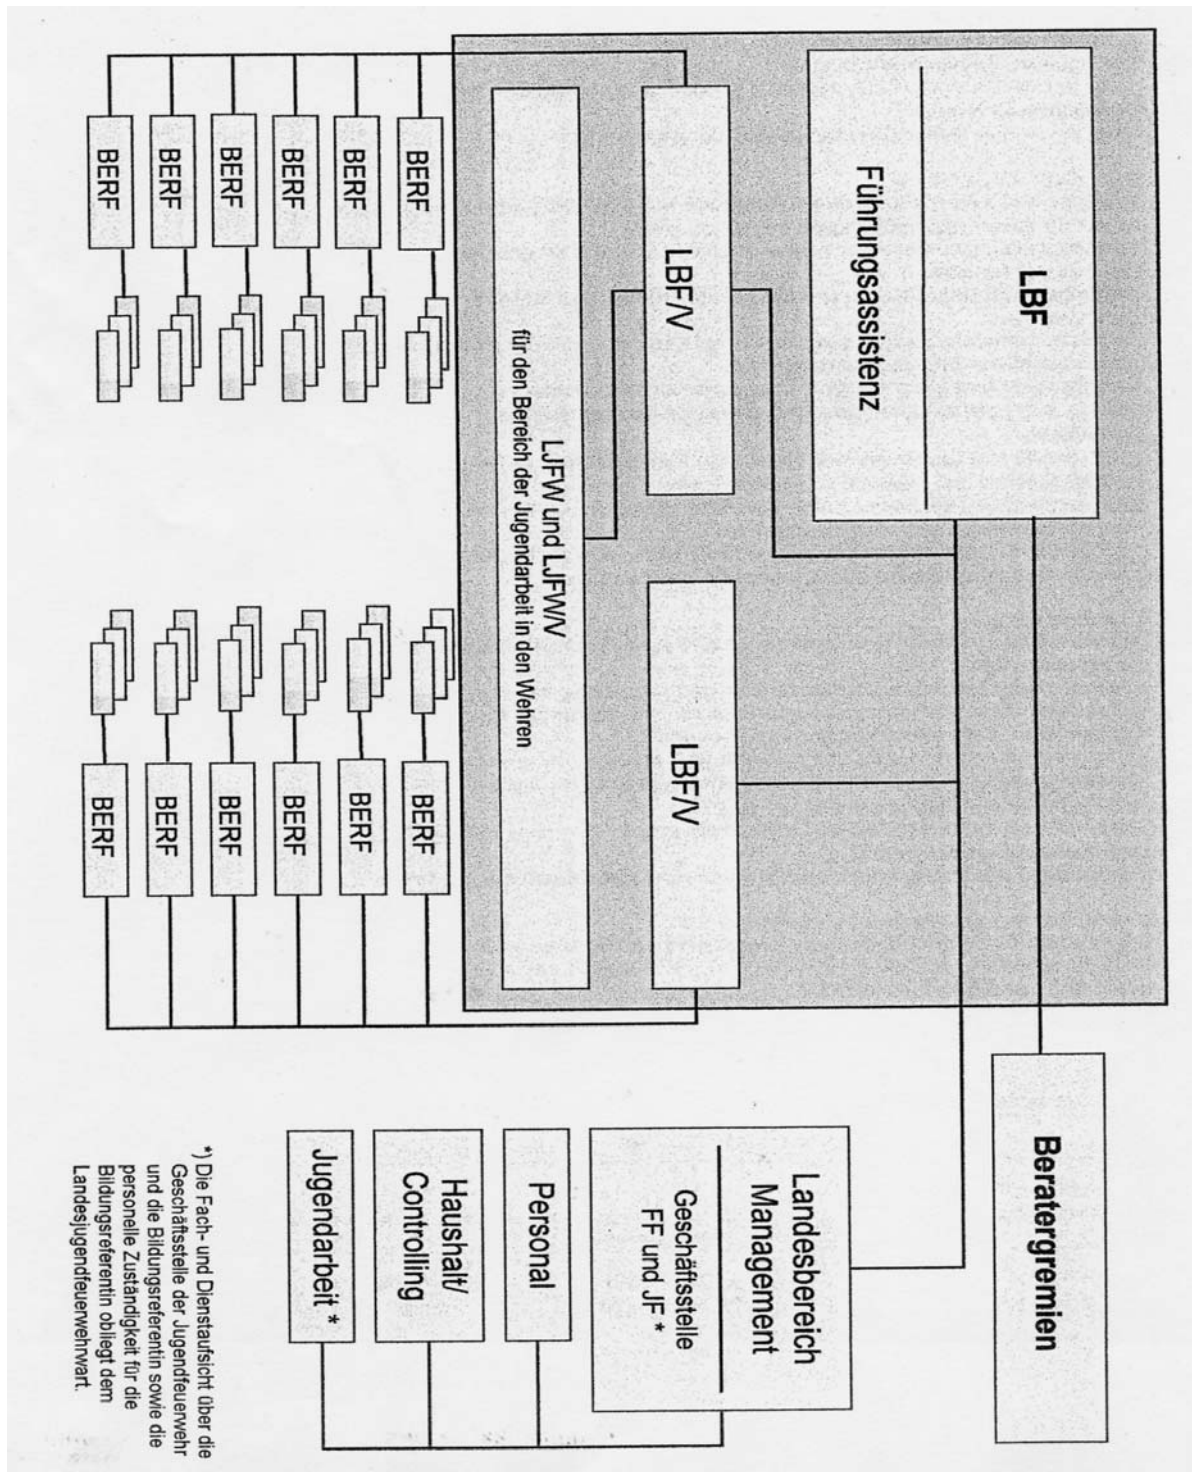 LBF
Führungsassistenz
Beratergremien
LBF/V
LBF/V
LJFW und LJFW/V
für den Bereich der Jugendarbeit in den Wehren
Landesbereich
Management
Geschäftsstelle
FF und JF *
Personal
Haushalt/
Controlling
Jugendarbeit *
BERF
BERF
BERF
BERF
BERF
BERF
BERF
BERF
BERF
BERF
BERF
BERF
*) Die Fach- und Dienstaufsicht über die
Geschäftsstelle der Jugendfeuerwehr
und die Bildungsreferentin sowie die
personelle Zuständigkeit für die
Bildungsreferentin obliegt dem
Landesjugendfeuerwehrwart.